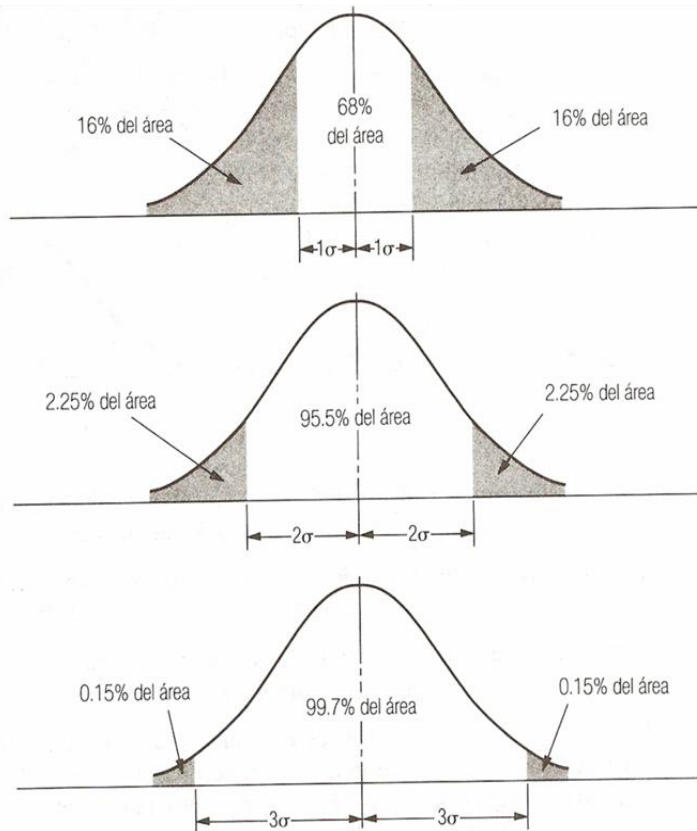 68%
del
área
16% del área
16% del área
1σ
1σ
2.25% del área
95.5% del área
2.25% del área
2σ
2σ
0.15% del área
99.7% del área
0.15% del área
3σ
3σ